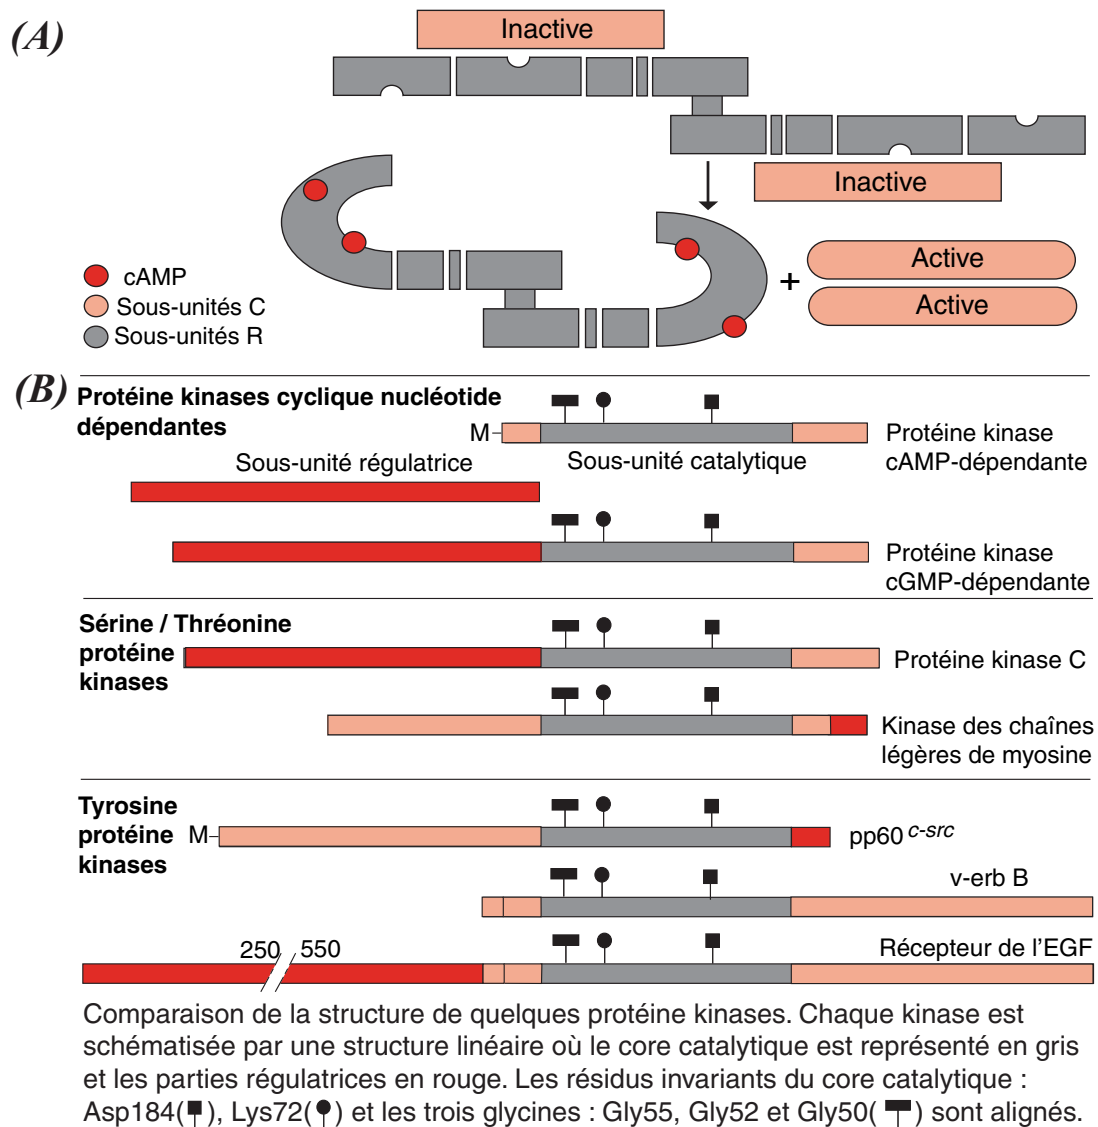 (A)
Inactive
Inactive
Active
+
Active
cAMP
Sous-unités C
Sous-unités R
(B)
Protéine kinases cyclique nucléotide
dépendantes
M
Protéine kinase
cAMP-dépendante
Sous-unité régulatrice
Sous-unité catalytique
Protéine kinase
cGMP-dépendante
Sérine / Thréonine
protéine
kinases
Protéine kinase C
Kinase des chaînes
légères de myosine
Tyrosine
protéine
kinases
M
pp60 c-src
v-erb B
250
550
Récepteur de l'EGF
Comparaison de la structure de quelques protéine kinases. Chaque kinase est
schématisée par une structure linéaire où le core catalytique est représenté en gris
et les parties régulatrices en rouge. Les résidus invariants du core catalytique :
Asp184( ), Lys72( ) et les trois glycines : Gly55, Gly52 et Gly50( ) sont alignés.